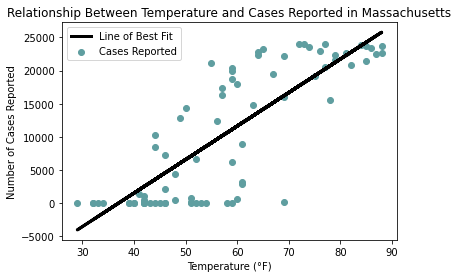 Relationship Between Temperature and Cases Reported in Massachusetts
Line of Best Fit
Cases Reported
Number of Cases Reported
25000
20000
15000
10000
5000
0
−5000
30 40 50 60 70 80 90
Temperature (°F)